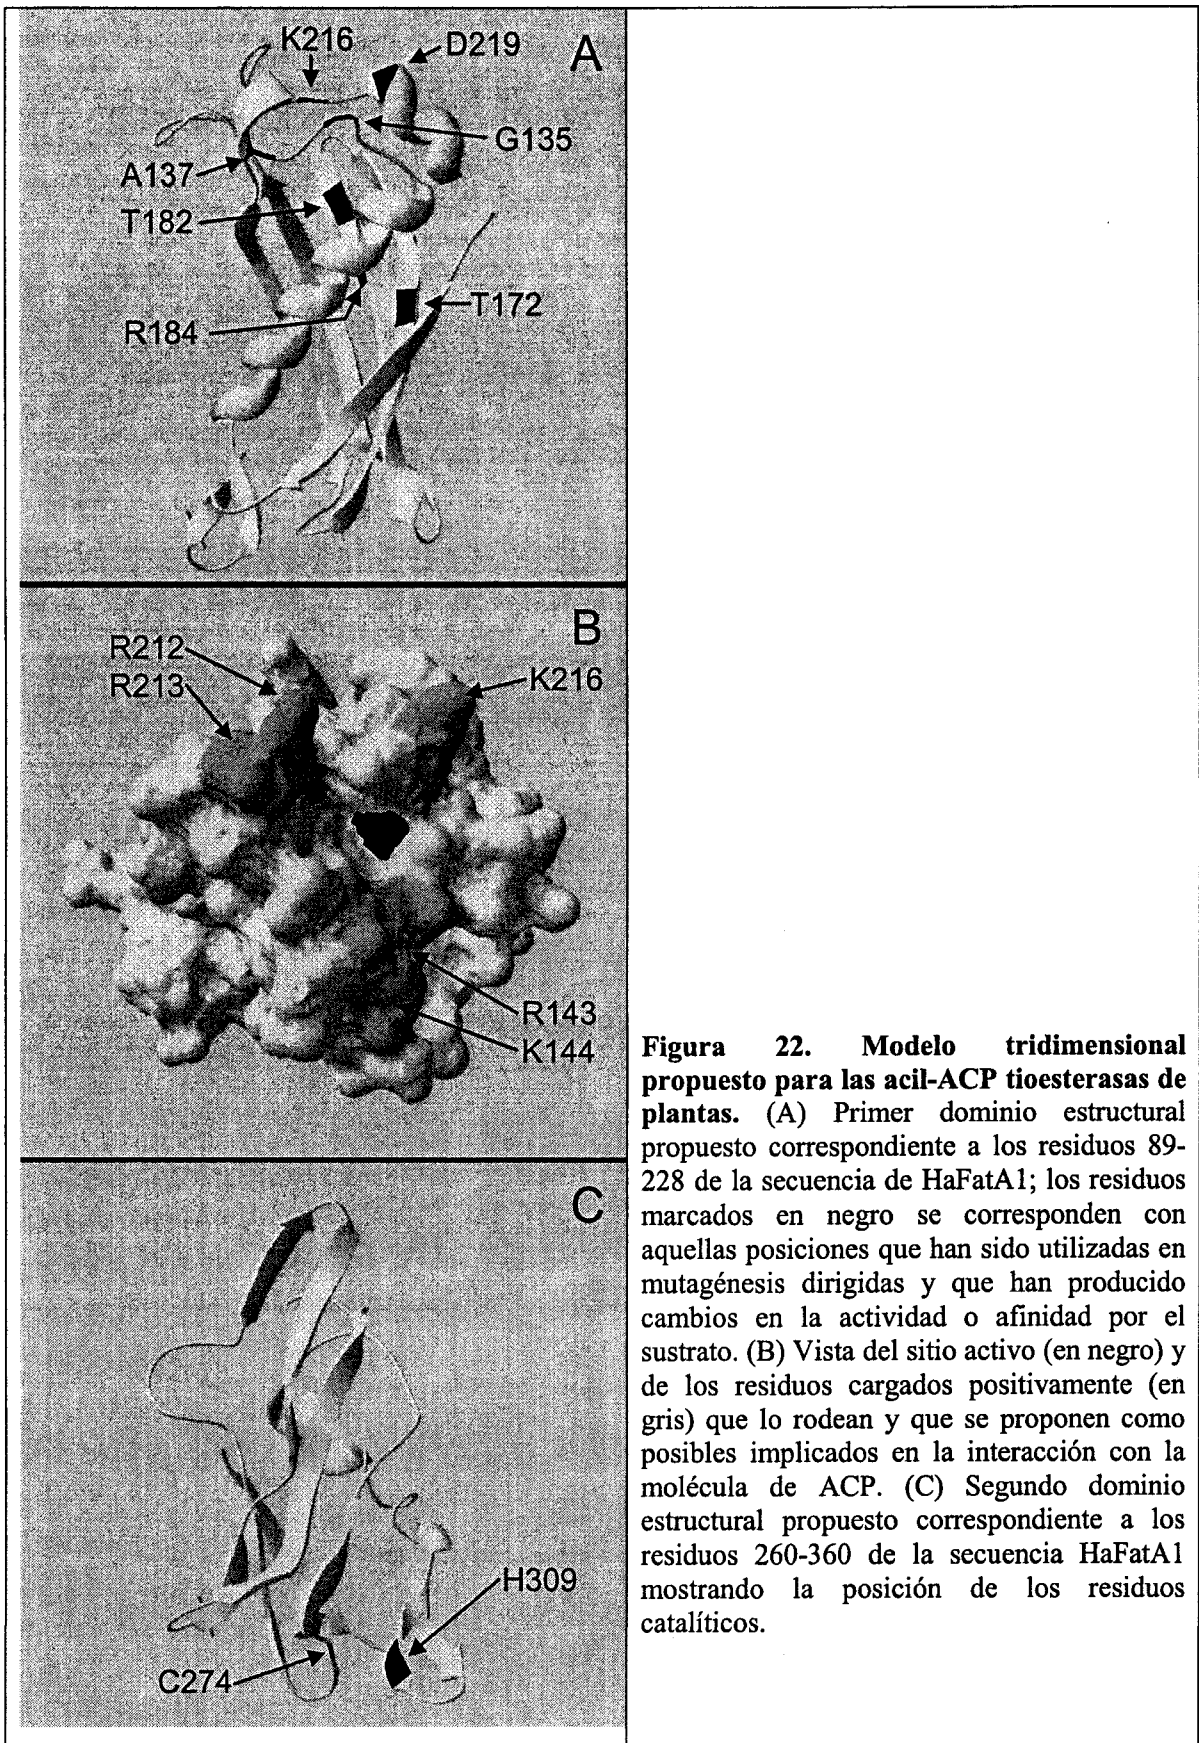 A
K216
D219
G135
A137
T182
T172
R184
B
R212
R213
K216
R143
K144
C
H309
C274
Figura 22. Modelo tridimensional
propuesto para las acil-ACP tioesterasas de
plantas. (A) Primer dominio estructural
propuesto correspondiente a los residuos 89-
228 de la secuencia de HaFatA1; los residuos
marcados en negro se corresponden con
aquellas posiciones que han sido utilizadas en
mutagénesis dirigidas y que han producido
cambios en la actividad o afinidad por el
sustrato. (B) Vista del sitio activo (en negro) y
de los residuos cargados positivamente (en
gris) que lo rodean y que se proponen como
posibles implicados en la interacción con la
molécula de ACP. (C) Segundo dominio
estructural propuesto correspondiente a los
residuos 260-360 de la secuencia HaFatA1
mostrando la posición de los residuos
catalíticos.